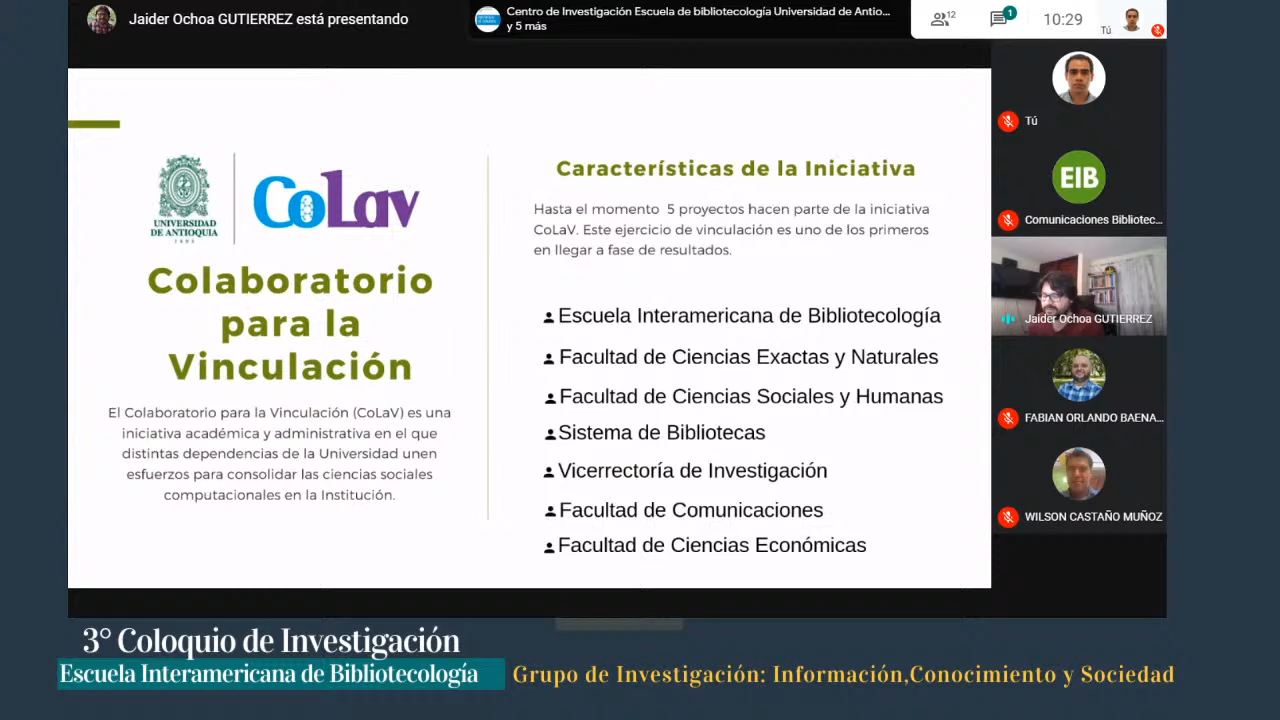 Jaider Ochoa GUTIERREZ está presentando
Centro de Investigación Escuela de bibliotecología Universidad de Antio...
y 5 más
12
1
10:29
Tú
Tú
EIB
Comunicaciones Bibliotec...
Jaider Ochoa GUTIERREZ
FABIAN ORLANDO BAENA...
WILSON CASTAÑO MUÑOZ
UNIVERSIDAD
DE ANTIOQUIA
1803
CoLav
Colaboratorio
para la
Vinculación
El Colaboratorio para la Vinculación (CoLaV) es una
iniciativa académica y administrativa en el que
distintas dependencias de la Universidad unen
esfuerzos para consolidar las ciencias sociales
computacionales en la Institución.
Características de la Iniciativa
Hasta el momento 5 proyectos hacen parte de la iniciativa
CoLaV. Este ejercicio de vinculación es uno de los primeros
en llegar a fase de resultados.
Escuela Interamericana de Bibliotecología
Facultad de Ciencias Exactas y Naturales
Facultad de Ciencias Sociales y Humanas
Sistema de Bibliotecas
Vicerrectoría de Investigación
Facultad de Comunicaciones
Facultad de Ciencias Económicas
3° Coloquio de Investigación
Escuela Interamericana de Bibliotecología
Grupo de Investigación: Información,Conocimiento y Sociedad